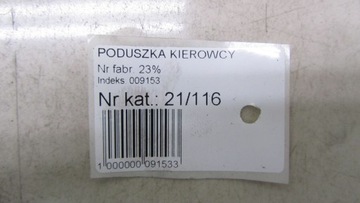 PODUSZKA KIEROWCY
Nr fabr. 23%
Indeks: 009153
Nr kat.: 21/116
1 000000 091533